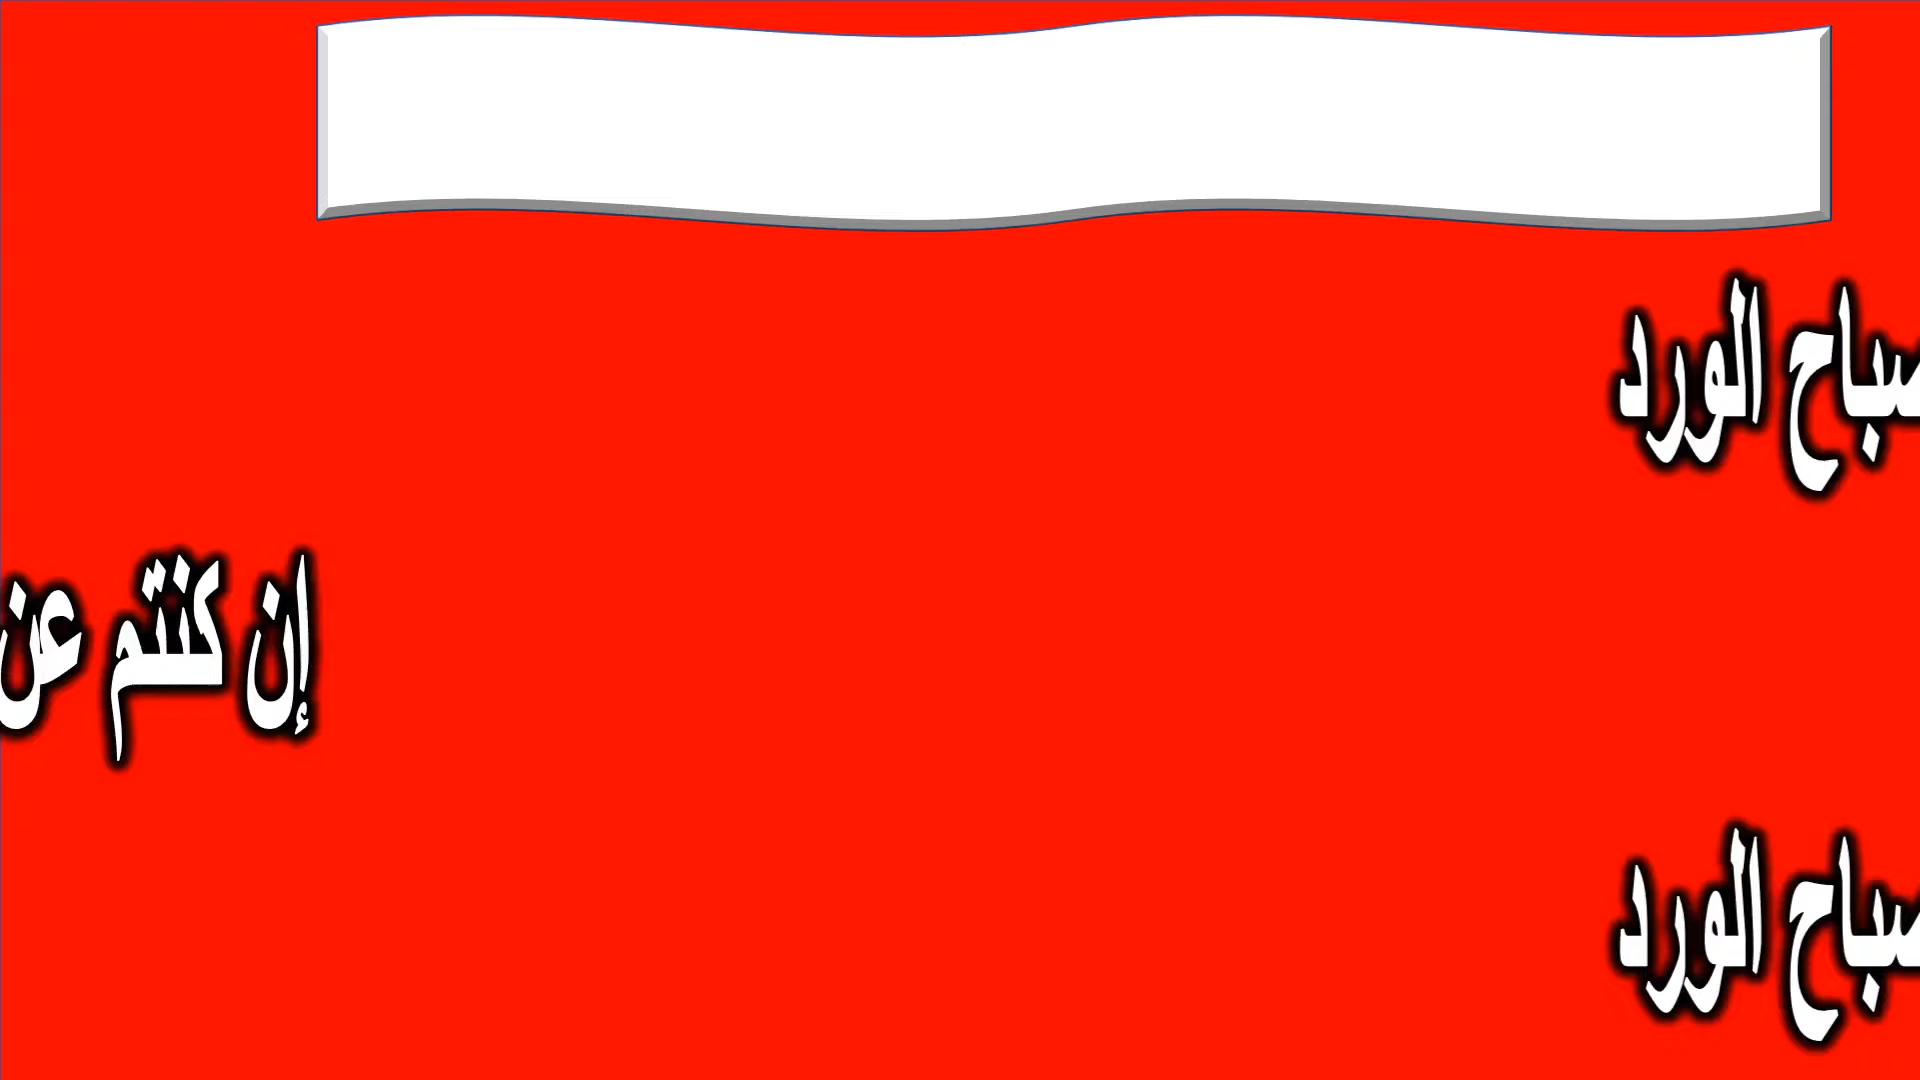 صباح الورد
إن كنتم عن
صباح الورد